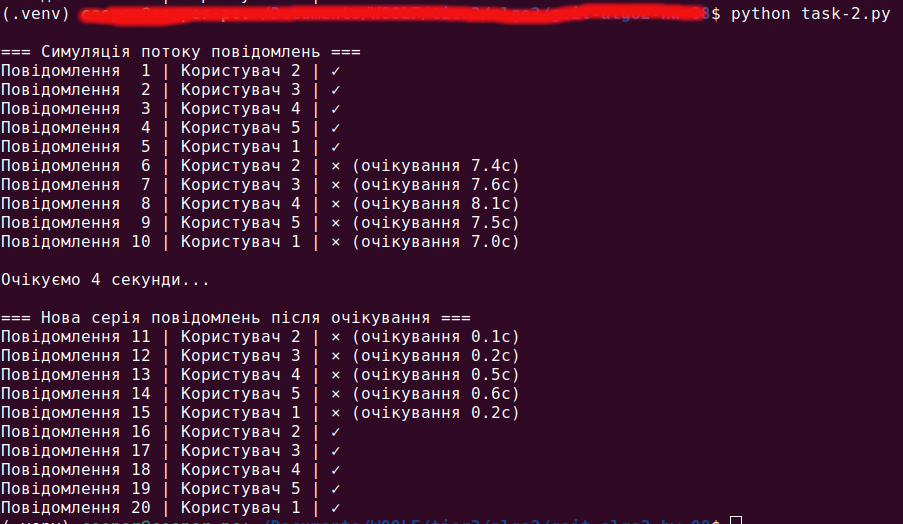 (.venv) $ python task-2.py
=== Симуляція потоку повідомлень ===
Повідомлення  1 | Користувач 2 | ✓
Повідомлення  2 | Користувач 3 | ✓
Повідомлення  3 | Користувач 4 | ✓
Повідомлення  4 | Користувач 5 | ✓
Повідомлення  5 | Користувач 1 | ✓
Повідомлення  6 | Користувач 2 | × (очікування 7.4с)
Повідомлення  7 | Користувач 3 | × (очікування 7.6с)
Повідомлення  8 | Користувач 4 | × (очікування 8.1с)
Повідомлення  9 | Користувач 5 | × (очікування 7.5с)
Повідомлення 10 | Користувач 1 | × (очікування 7.0с)
Очікуємо 4 секунди...
=== Нова серія повідомлень після очікування ===
Повідомлення 11 | Користувач 2 | × (очікування 0.1с)
Повідомлення 12 | Користувач 3 | × (очікування 0.2с)
Повідомлення 13 | Користувач 4 | × (очікування 0.5с)
Повідомлення 14 | Користувач 5 | × (очікування 0.6с)
Повідомлення 15 | Користувач 1 | × (очікування 0.2с)
Повідомлення 16 | Користувач 2 | ✓
Повідомлення 17 | Користувач 3 | ✓
Повідомлення 18 | Користувач 4 | ✓
Повідомлення 19 | Користувач 5 | ✓
Повідомлення 20 | Користувач 1 | ✓